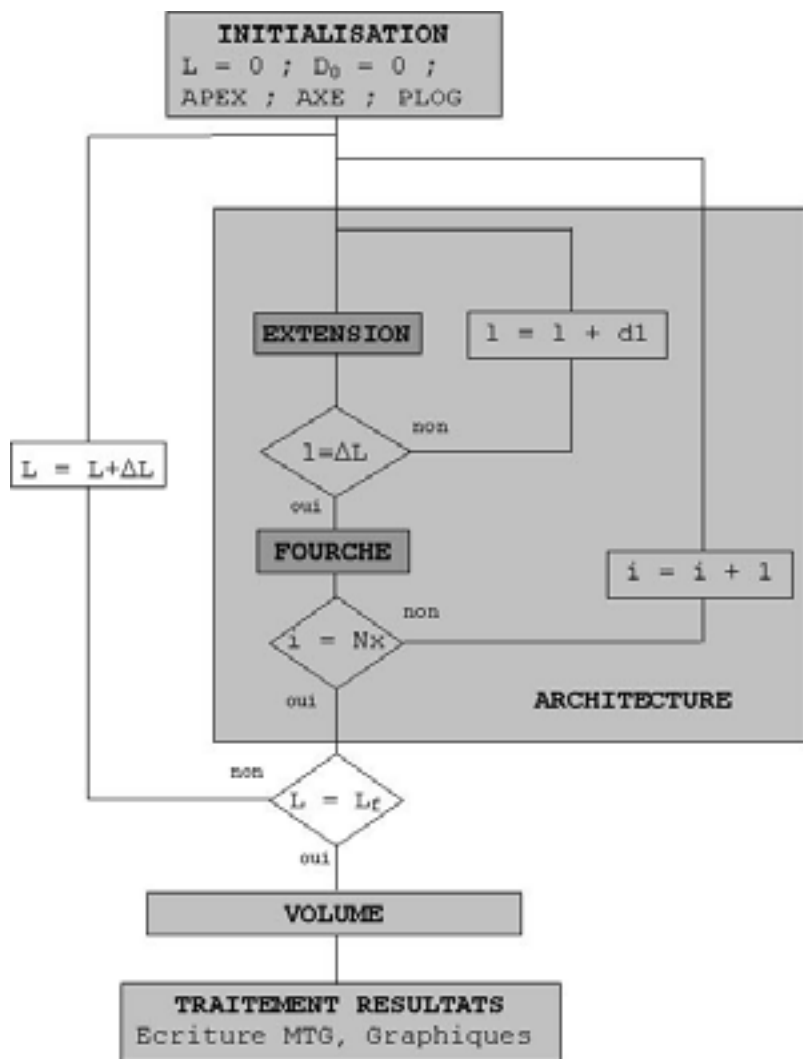 INITIALISATION
L = 0 ; D₀ = 0 ;
APEX ; AXE ; PLOG
EXTENSION
l = l + dl
non
l=ΔL
oui
L = L+ΔL
FOURCHE
i = i + 1
non
i = Nx
oui
ARCHITECTURE
non
L = Lf
oui
VOLUME
TRAITEMENT RESULTATS
Ecriture MTG, Graphiques